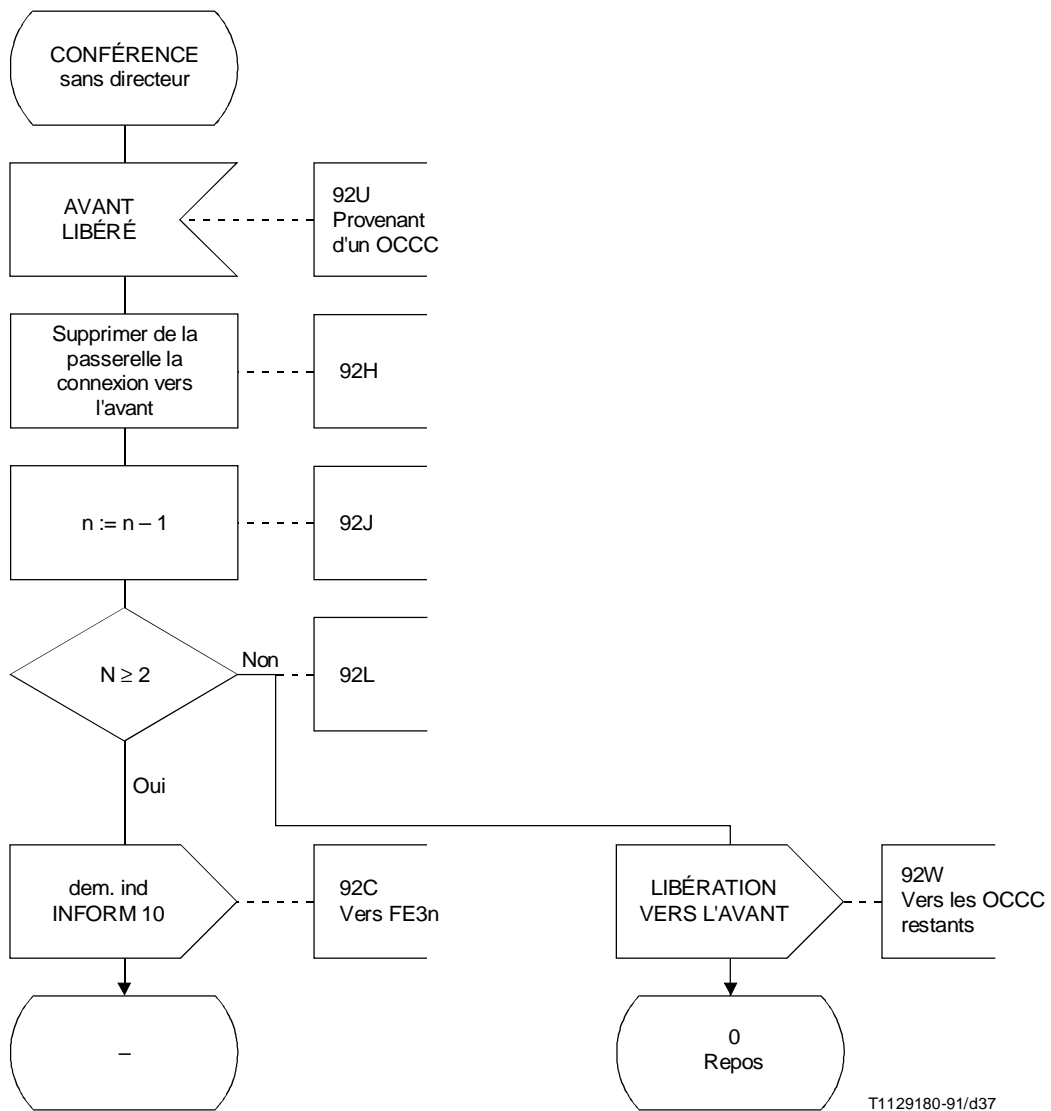 CONFÉRENCE
sans directeur
AVANT
LIBÉRÉ
92U
Provenant
d'un OCCC
Supprimer de la
passerelle la
connexion vers
l'avant
92H
n := n – 1
92J
N ≥ 2
Non
92L
Oui
dem. ind
INFORM 10
92C
Vers FE3n
LIBÉRATION
VERS L'AVANT
92W
Vers les OCCC
restants
–
0
Repos
T1129180-91/d37